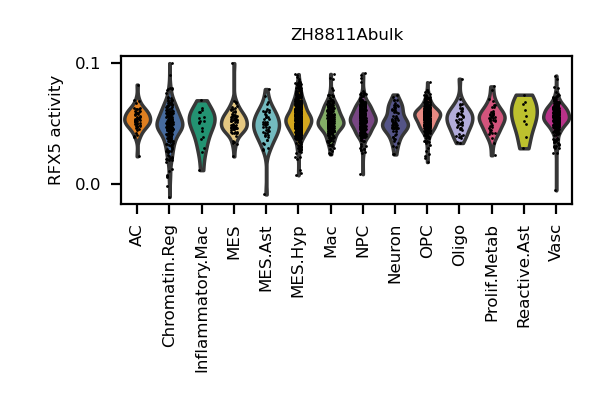 ZH8811Abulk
RFX5 activity
0.1
0.0
AC
Chromatin.Reg
Inflammatory.Mac
MES
MES.Ast
MES.Hyp
Mac
NPC
Neuron
OPC
Oligo
Prolif.Metab
Reactive.Ast
Vasc